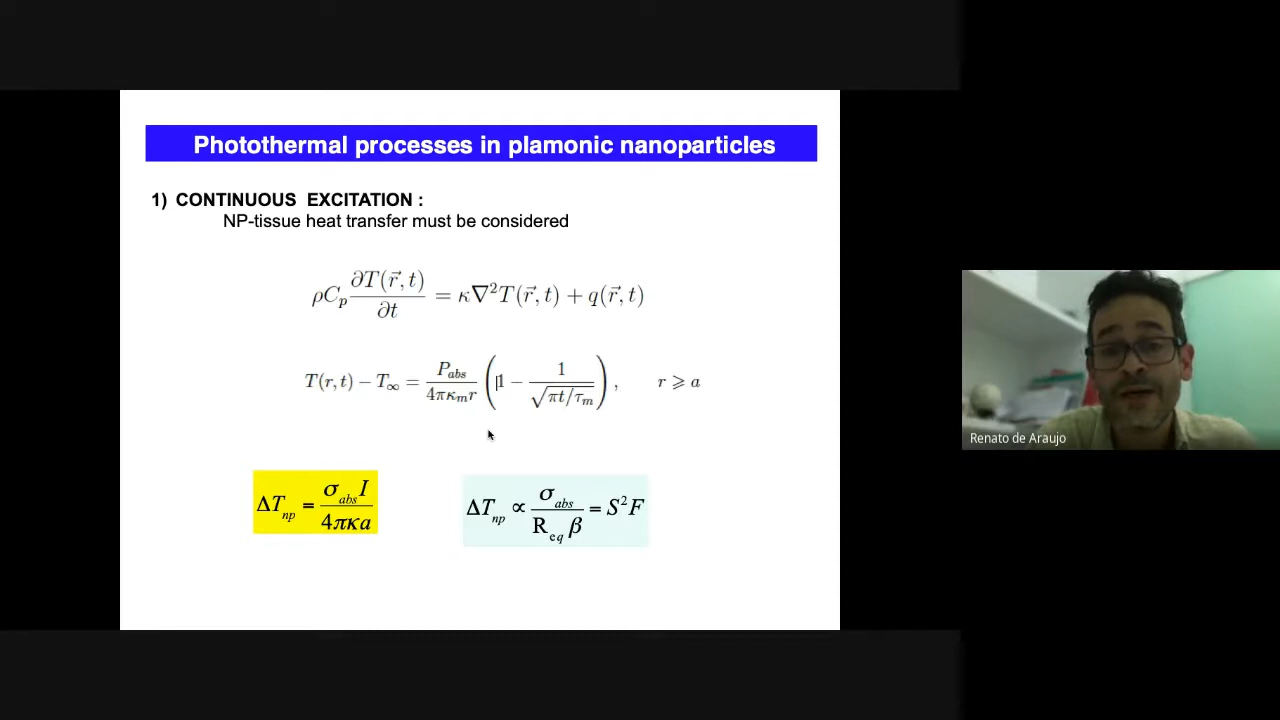 Photothermal processes in plamonic nanoparticles
1) CONTINUOUS EXCITATION :
NP-tissue heat transfer must be considered
ρC_p ∂T(r⃗, t)/∂t = κ∇²T(r⃗, t) + q(r⃗, t)
T(r, t) − T_∞ = P_abs/(4πκ_m r) (1 − 1/√(πt/τ_m)), r ⩾ a
ΔT_np = σ_abs I/(4πκa)
ΔT_np ∝ σ_abs/(R_eq β) = S²F
Renato de Araujo